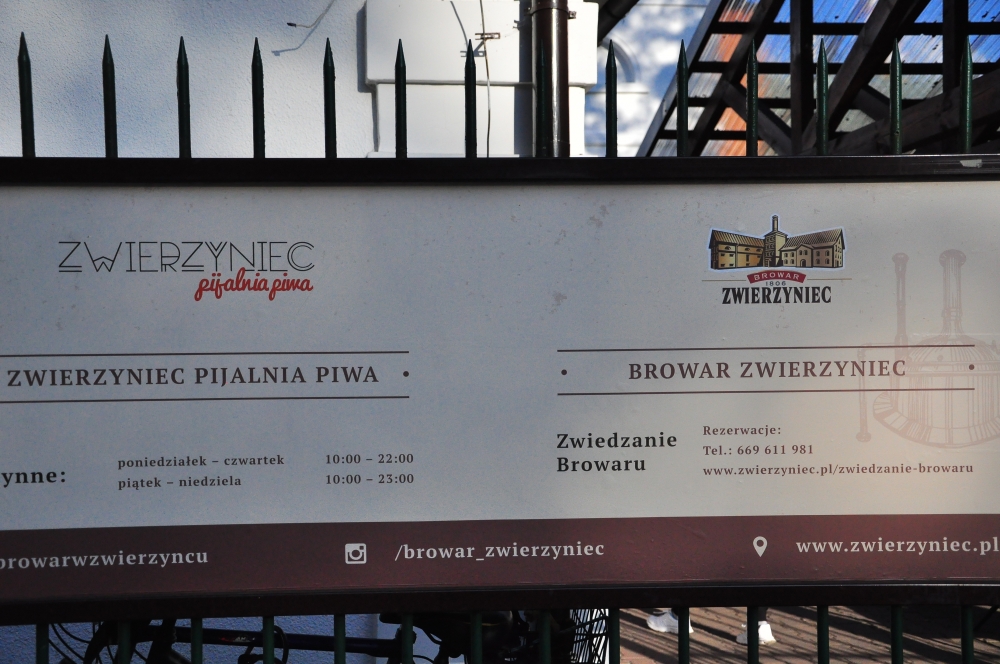 ZWIERZYNIEC
pijalnia piwa
ZWIERZYNIEC PIJALNIA PIWA •
ynne:
poniedziałek – czwartek 10:00 – 22:00
piątek – niedziela 10:00 – 23:00
BROWAR
1806
ZWIERZYNIEC
• BROWAR ZWIERZYNIEC •
Zwiedzanie
Browaru
Rezerwacje:
Tel.: 669 611 981
www.zwierzyniec.pl/zwiedzanie-browaru
browarwzwierzyncu
/browar_zwierzyniec
www.zwierzyniec.pl